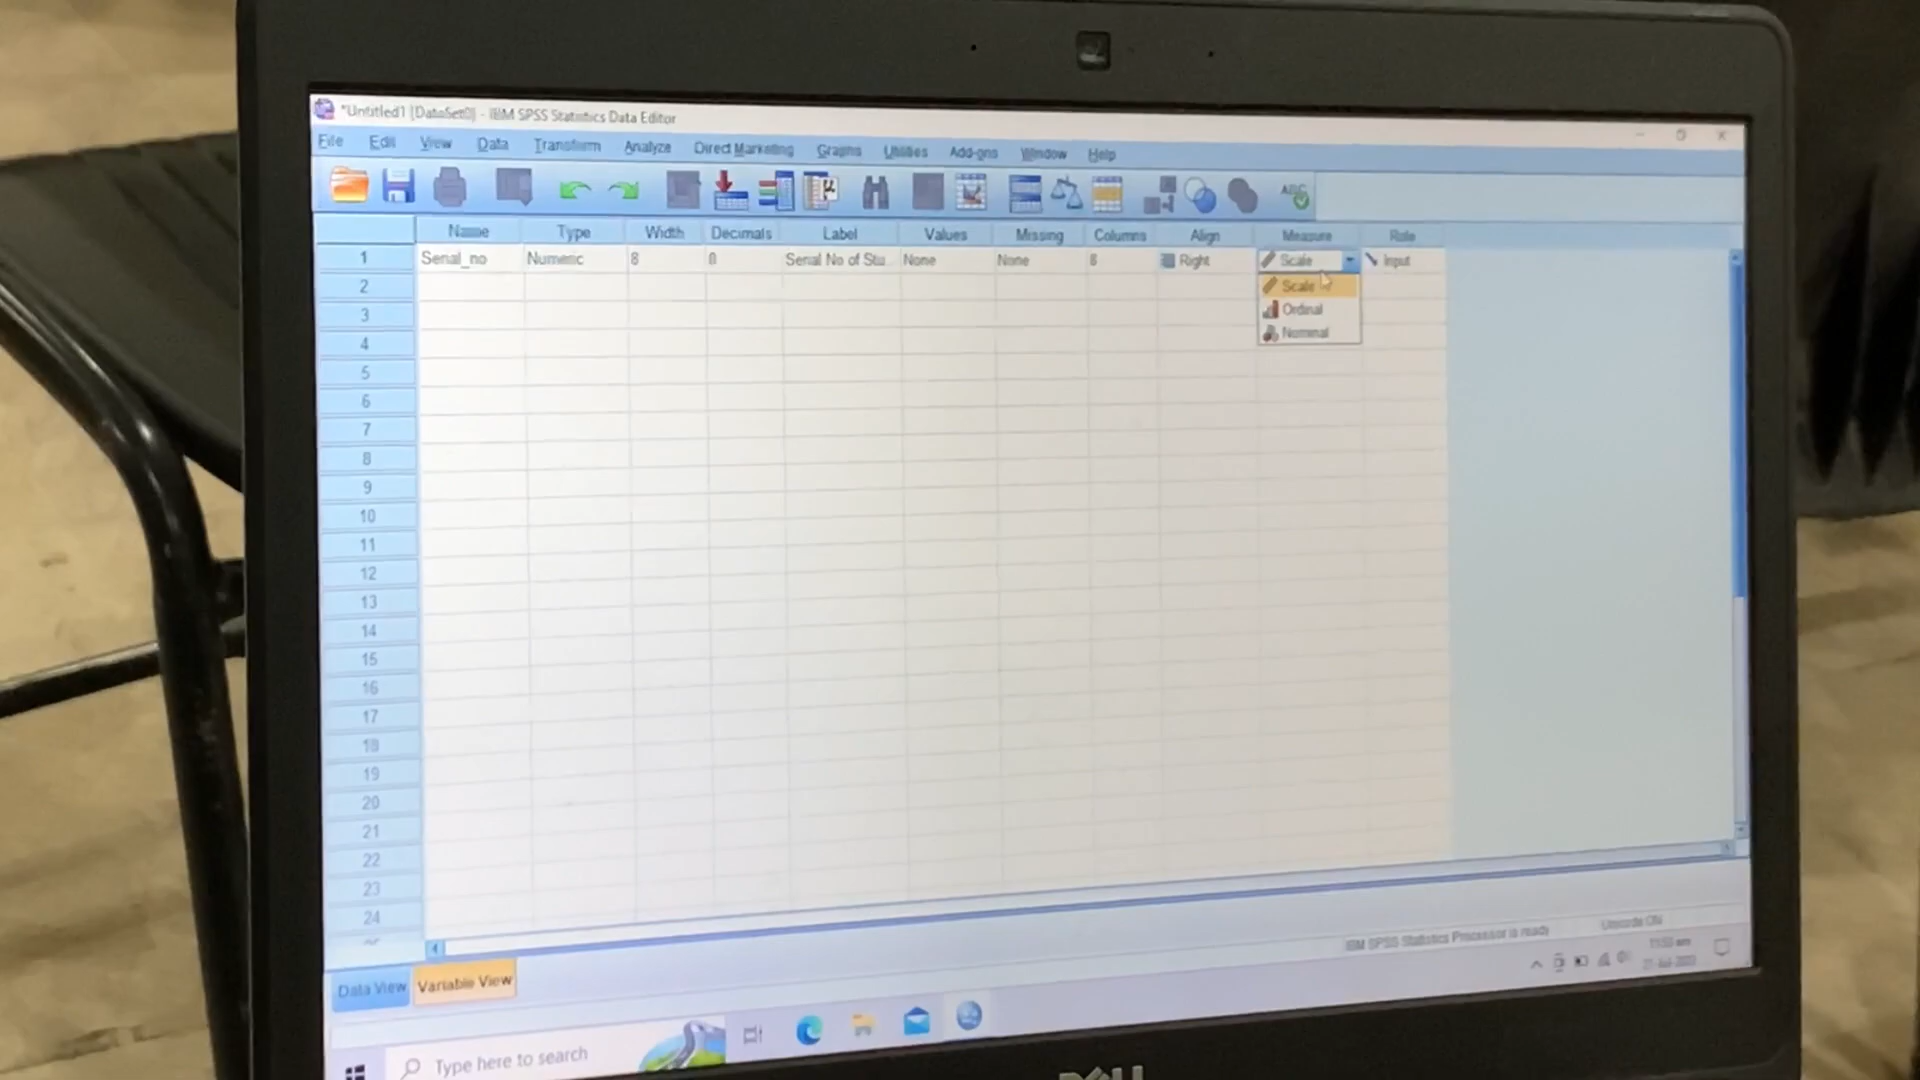 *Untitled1 [DataSet0] - IBM SPSS Statistics Data Editor
File Edit View Data Transform Analyze Direct Marketing Graphs Utilities Add-ons Window Help
Name Type Width Decimals Label Values Missing Columns Align Measure Role
1 Serial_no Numeric 8 0 Serial No of Stu... None None 8 Right Scale Input
2 Scale
3 Ordinal
4 Nominal
5
6
7
8
9
10
11
12
13
14
15
16
17
18
19
20
21
22
23
24
IBM SPSS Statistics Processor is ready Unicode:ON
Data View Variable View
Type here to search
DELL